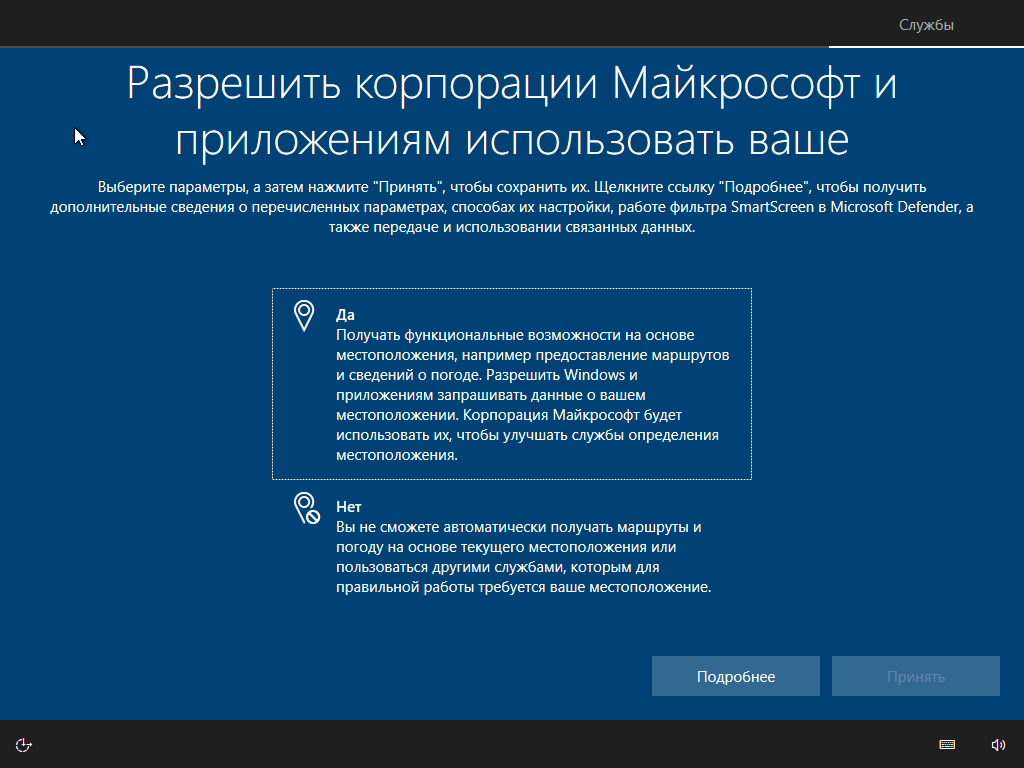 Службы
Разрешить корпорации Майкрософт и
приложениям использовать ваше
Выберите параметры, а затем нажмите "Принять", чтобы сохранить их. Щелкните ссылку "Подробнее", чтобы получить
дополнительные сведения о перечисленных параметрах, способах их настройки, работе фильтра SmartScreen в Microsoft Defender, а
также передаче и использовании связанных данных.
Да
Получать функциональные возможности на основе
местоположения, например предоставление маршрутов
и сведений о погоде. Разрешить Windows и
приложениям запрашивать данные о вашем
местоположении. Корпорация Майкрософт будет
использовать их, чтобы улучшать службы определения
местоположения.
Нет
Вы не сможете автоматически получать маршруты и
погоду на основе текущего местоположения или
пользоваться другими службами, которым для
правильной работы требуется ваше местоположение.
Подробнее
Принять